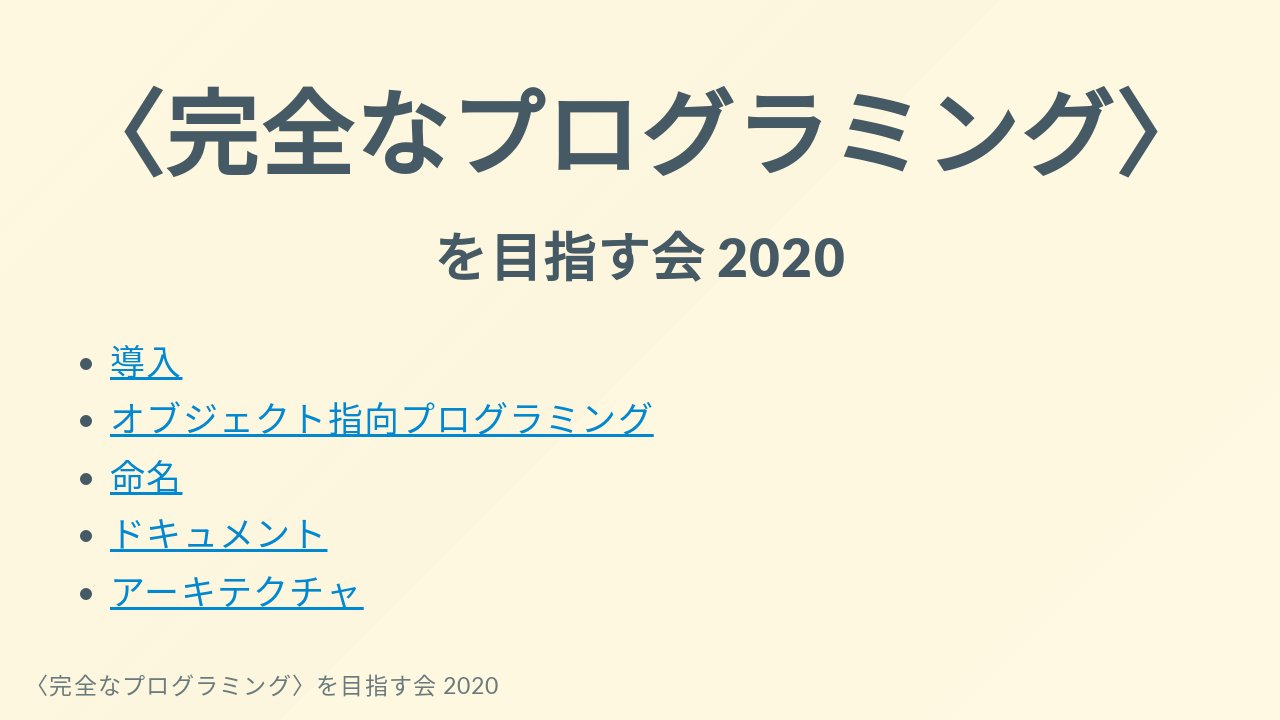 〈完全なプログラミング〉
を目指す会 2020
導入
オブジェクト指向プログラミング
命名
ドキュメント
アーキテクチャ
〈完全なプログラミング〉を目指す会 2020